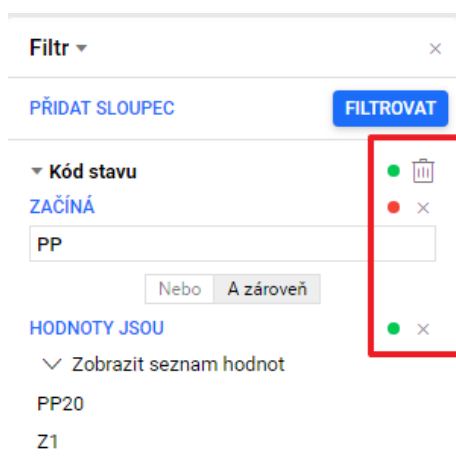 Filtr
PŘIDAT SLOUPEC FILTROVAT
Kód stavu
ZAČÍNÁ
PP
Nebo A zároveň
HODNOTY JSOU
Zobrazit seznam hodnot
PP20
Z1